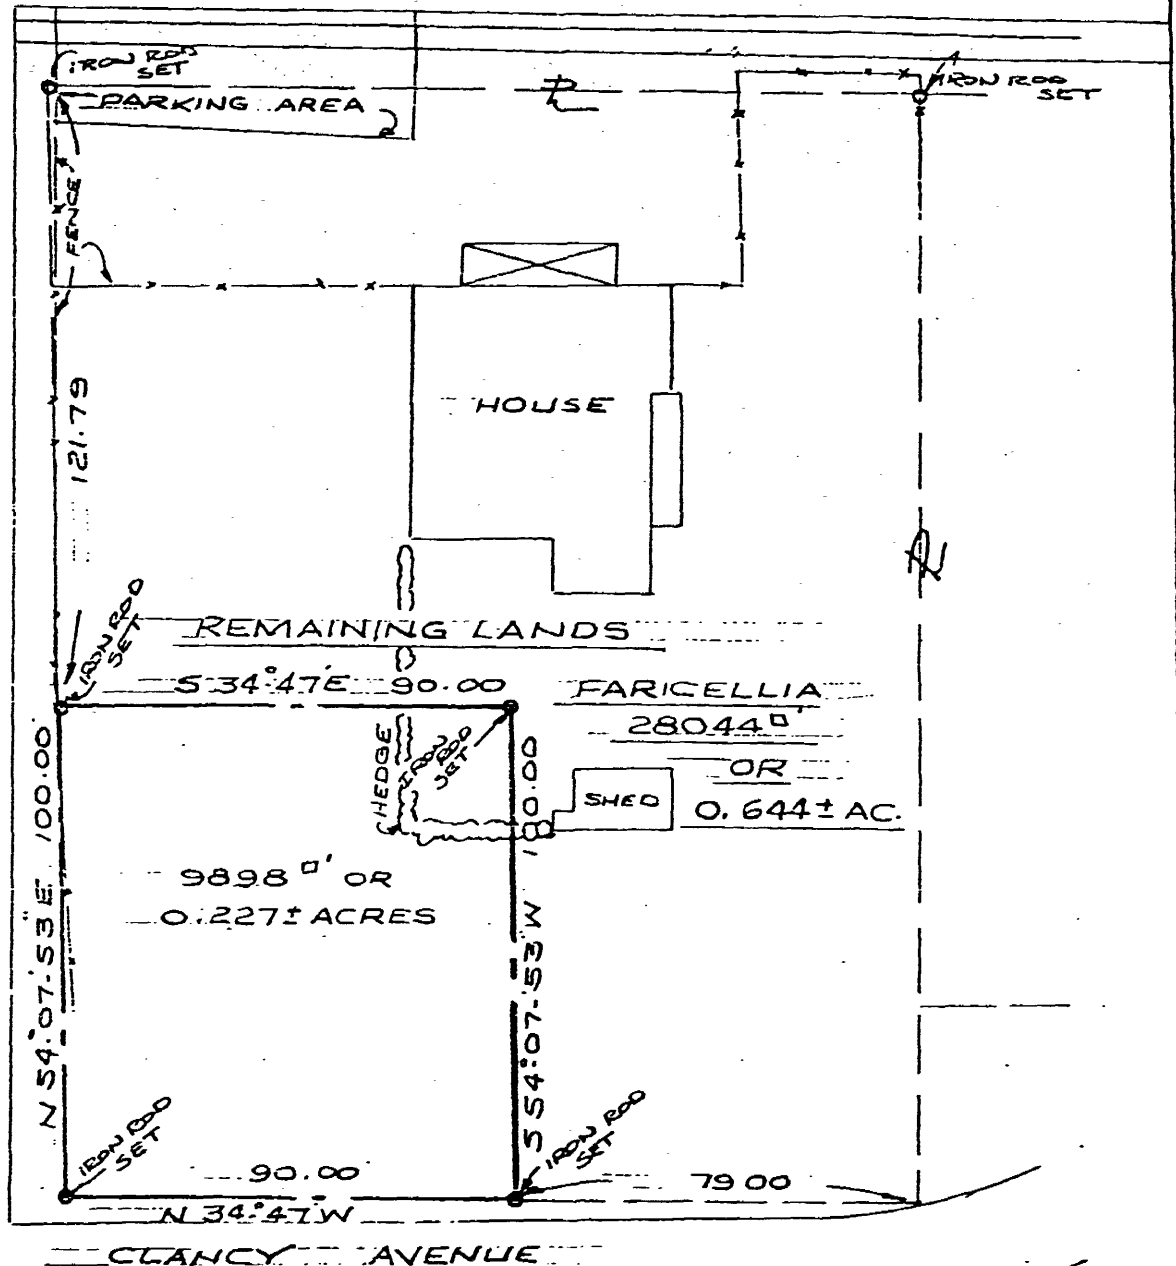 IRON ROD
SET
PARKING AREA
IRON ROD
SET
FENCE
121.79
HOUSE
IRON ROD
SET
REMAINING LANDS
S 34°47'E 90.00
FARICELLIA
28044□'
OR
0.644± AC.
HEDGE
IRON
ROD
SET
SHED
100.00
100.00
9898□' OR
0.227± ACRES
N 54°07'53"E
S 54°07'53"W
IRON ROD
SET
IRON ROD
SET
90.00
79.00
N 34°47'W
CLANCY AVENUE